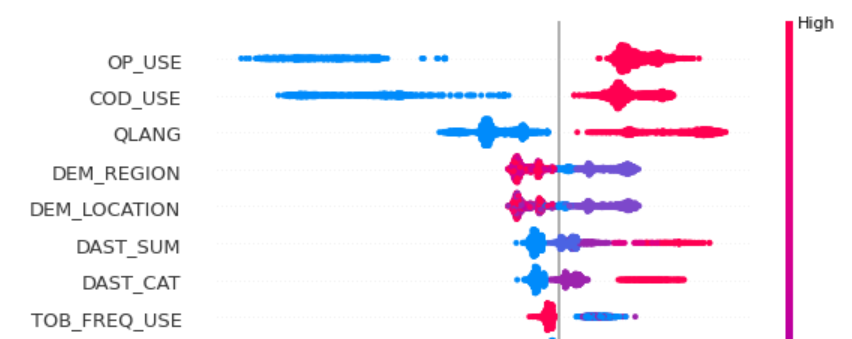 High
OP_USE
COD_USE
QLANG
DEM_REGION
DEM_LOCATION
DAST_SUM
DAST_CAT
TOB_FREQ_USE